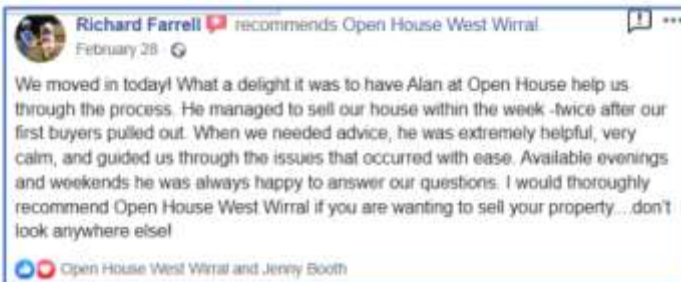 Richard Farrell recommends Open House West Wirral.
February 28
We moved in today! What a delight it was to have Alan at Open House help us
through the process. He managed to sell our house within the week -twice after our
first buyers pulled out. When we needed advice, he was extremely helpful, very
calm, and guided us through the issues that occurred with ease. Available evenings
and weekends he was always happy to answer our questions. I would thoroughly
recommend Open House West Wirral if you are wanting to sell your property....don't
look anywhere else!
Open House West Wirral and Jenny Booth